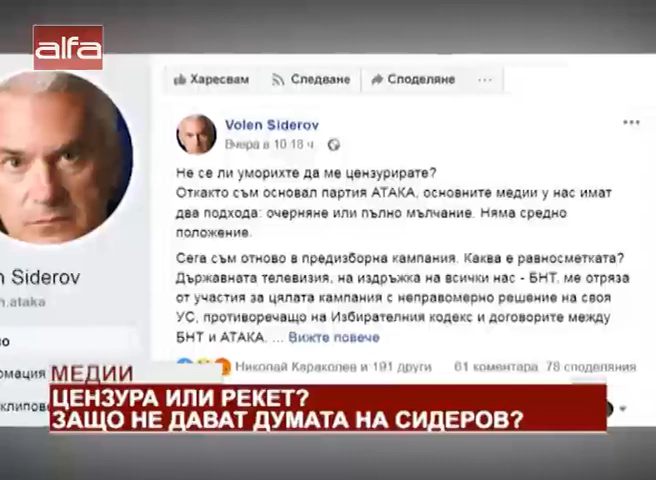 alfa
Харесвам Следване Споделяне ...
Volen Siderov
Вчера в 10:18 ч
Не се ли уморихте да ме цензурирате?
Откакто съм основал партия АТАКА, основните медии у нас имат
два подхода: очерняне или пълно мълчание. Няма средно
положение.
Сега съм отново в предизборна кампания. Каква е равносметката?
Държавната телевизия, на издръжка на всички нас - БНТ, ме отряза
от участия за цялата кампания с неправомерно решение на своя
УС, противоречащо на Избирателния кодекс и договорите между
БНТ и АТАКА. ... Вижте повече
Николай Караколев и 191 други 61 коментара 78 споделяния
n Siderov
n.ataka
во
рмация
клипове
МЕДИИ
ЦЕНЗУРА ИЛИ РЕКЕТ?
ЗАЩО НЕ ДАВАТ ДУМАТА НА СИДЕРОВ?